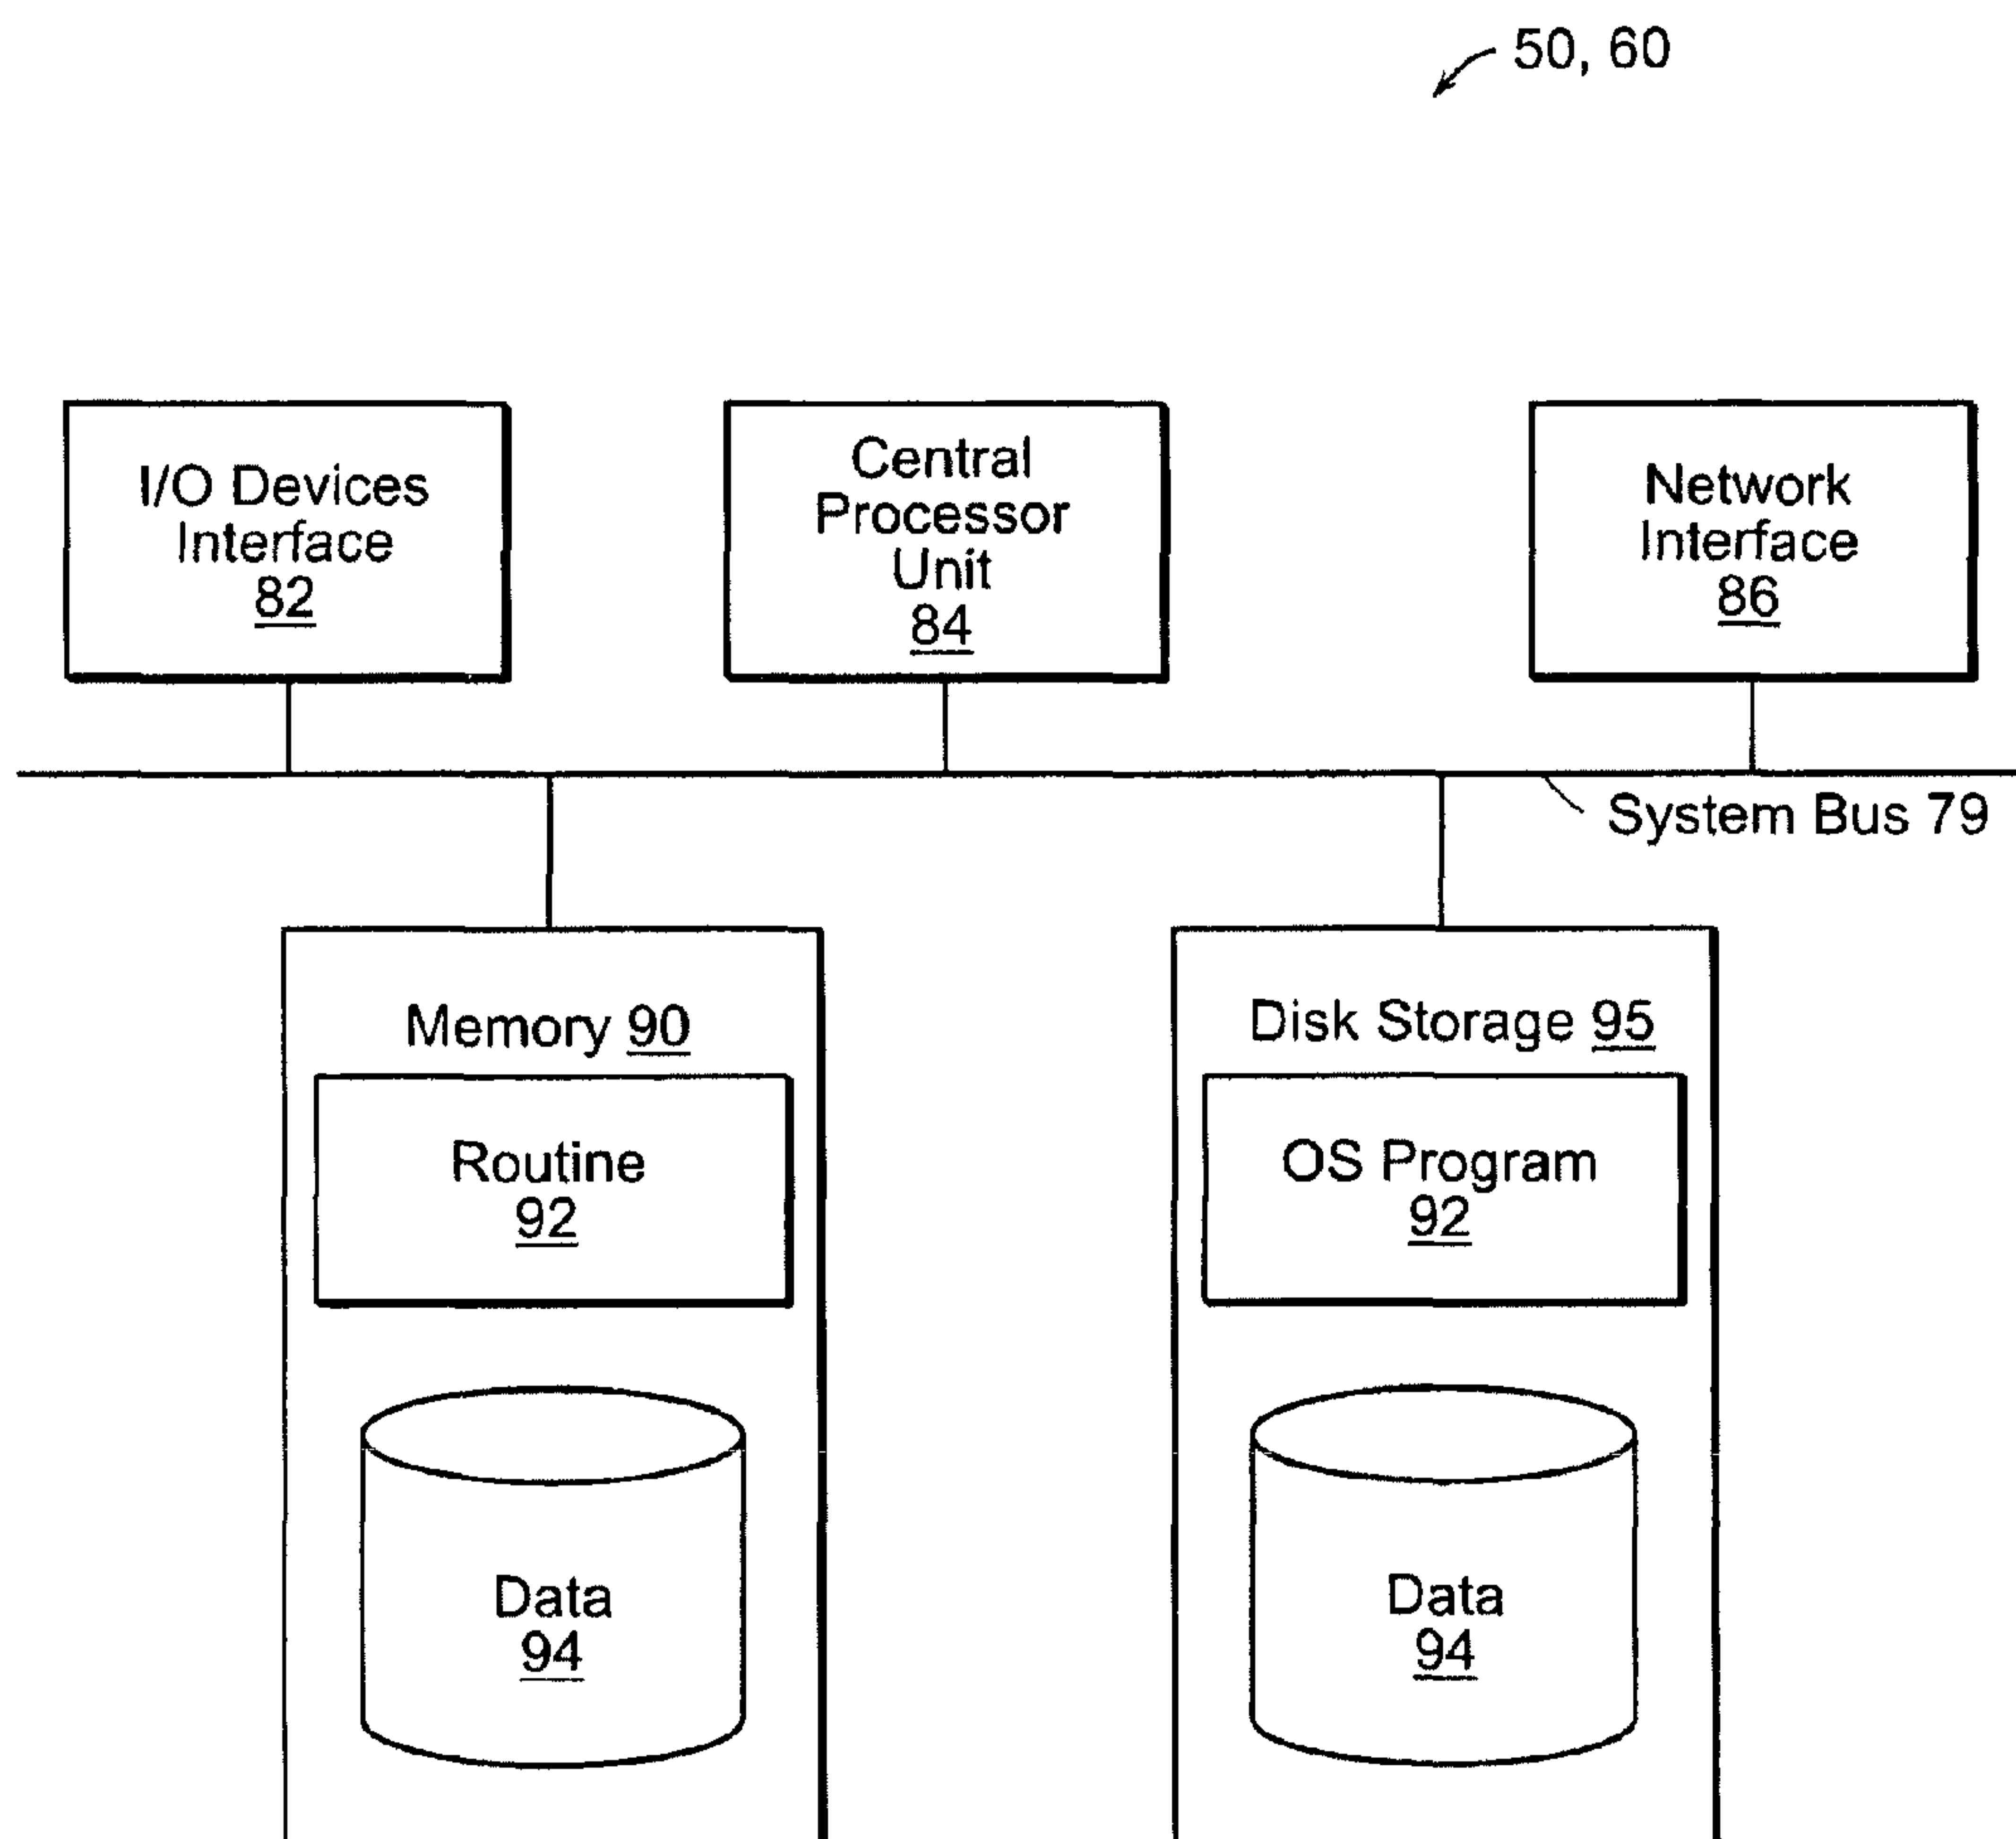 50, 60
I/O Devices
Interface
82
Central
Processor
Unit
84
Network
Interface
86
System Bus 79
Memory 90
Routine
92
Data
94
Disk Storage 95
OS Program
92
Data
94